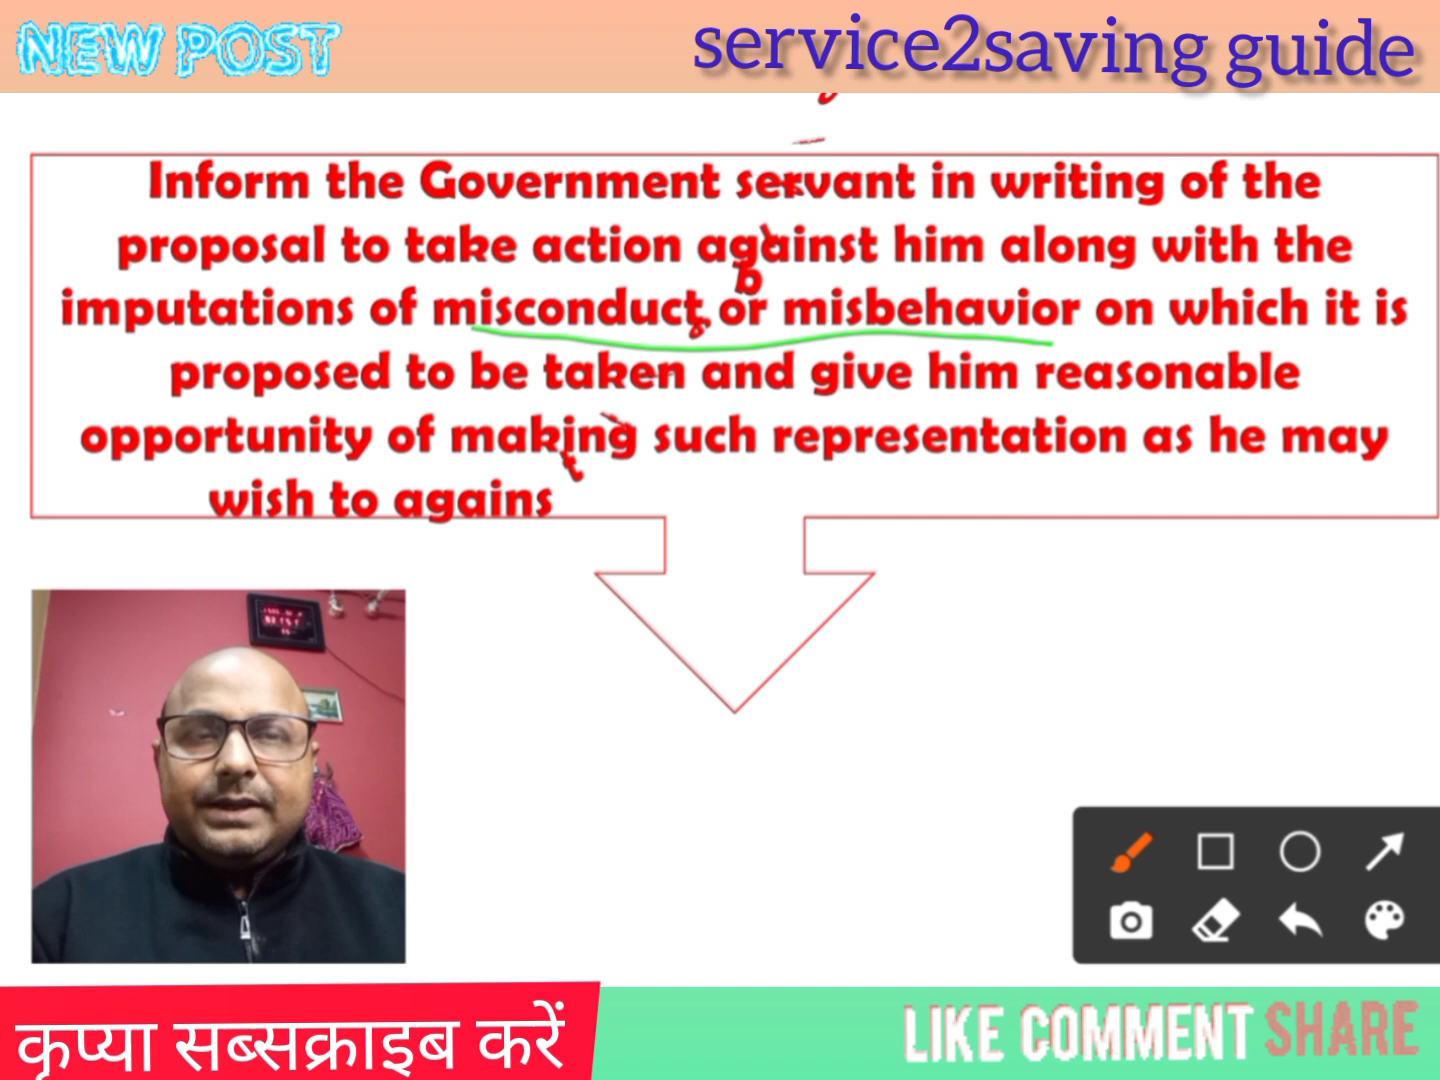 NEW POST
service2saving guide
Inform the Government servant in writing of the
proposal to take action against him along with the
imputations of misconduct, or misbehavior on which it is
proposed to be taken and give him reasonable
opportunity of making such representation as he may
wish to agains
कृप्या सब्सक्राइब करें
LIKE COMMENT SHARE